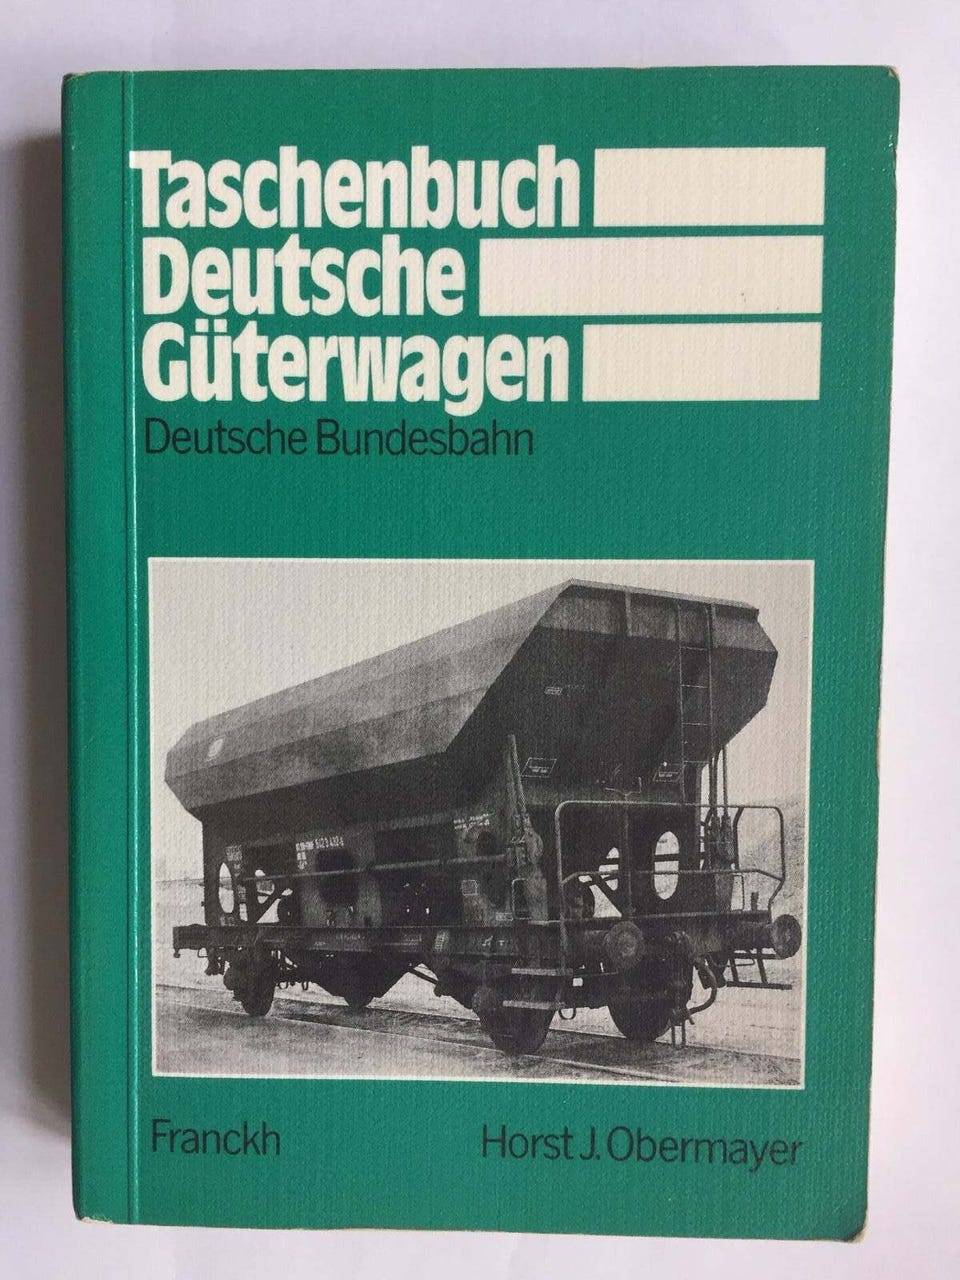 Taschenbuch
Deutsche
Güterwagen
Deutsche Bundesbahn
Franckh
Horst J. Obermayer